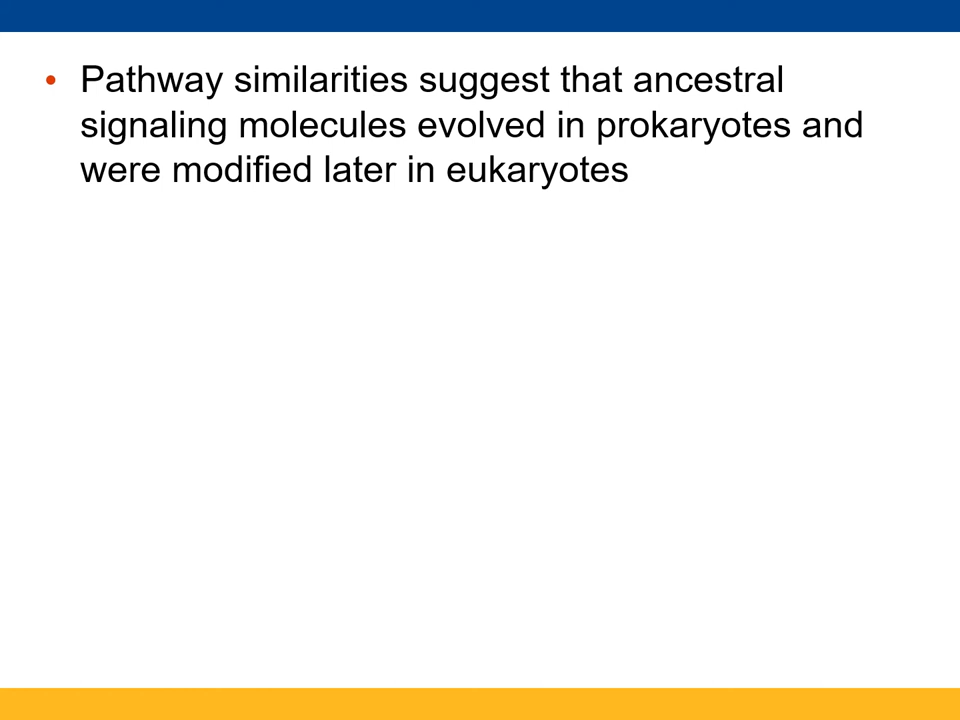 • Pathway similarities suggest that ancestral
signaling molecules evolved in prokaryotes and
were modified later in eukaryotes